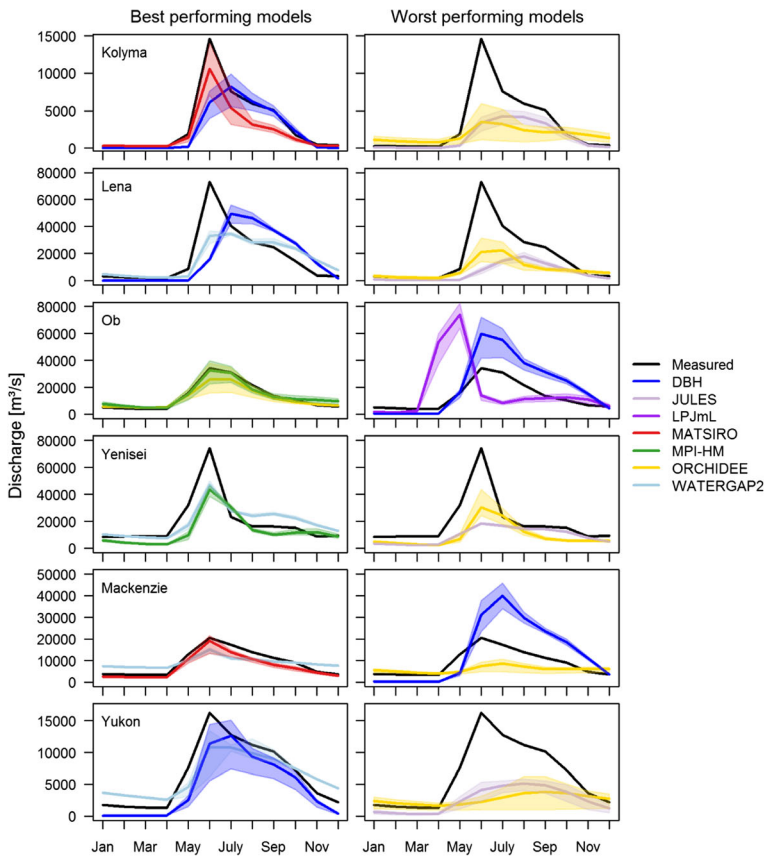 Best performing models
Worst performing models
Discharge [m³/s]
Kolyma
15000
10000
5000
0
Lena
80000
60000
40000
20000
0
Ob
80000
60000
40000
20000
0
Yenisei
80000
60000
40000
20000
0
Mackenzie
50000
40000
30000
20000
10000
0
Yukon
15000
10000
5000
0
Jan Mar May July Sep Nov
Jan Mar May July Sep Nov
Measured
DBH
JULES
LPJmL
MATSIRO
MPI-HM
ORCHIDEE
WATERGAP2